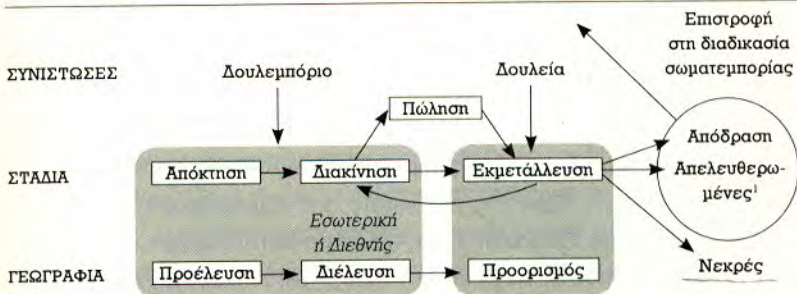 Επιστροφή
στη διαδικασία
σωματεμπορίας
ΣΥΝΙΣΤΩΣΕΣ
Δουλεμπόριο
Δουλεία
Πώληση
Απόδραση
ΣΤΑΔΙΑ
Απόκτηση
Διακίνηση
Εκμετάλλευση
Απελευθερω-
μένες¹
Εσωτερική
ή Διεθνής
ΓΕΩΓΡΑΦΙΑ
Προέλευση
Διέλευση
Προορισμός
Νεκρές